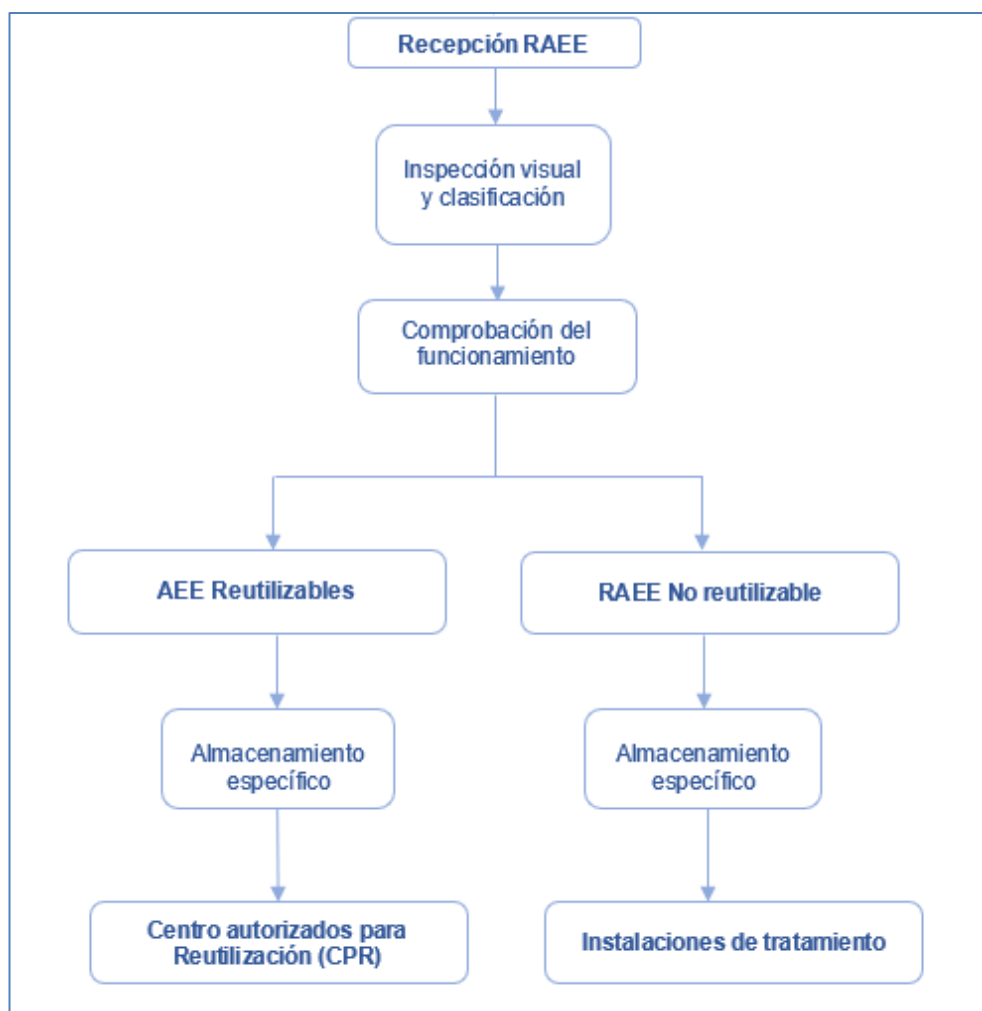 Recepción RAEE
Inspección visual
y clasificación
Comprobación del
funcionamiento
AEE Reutilizables
RAEE No reutilizable
Almacenamiento
específico
Almacenamiento
específico
Centro autorizados para
Reutilización (CPR)
Instalaciones de tratamiento